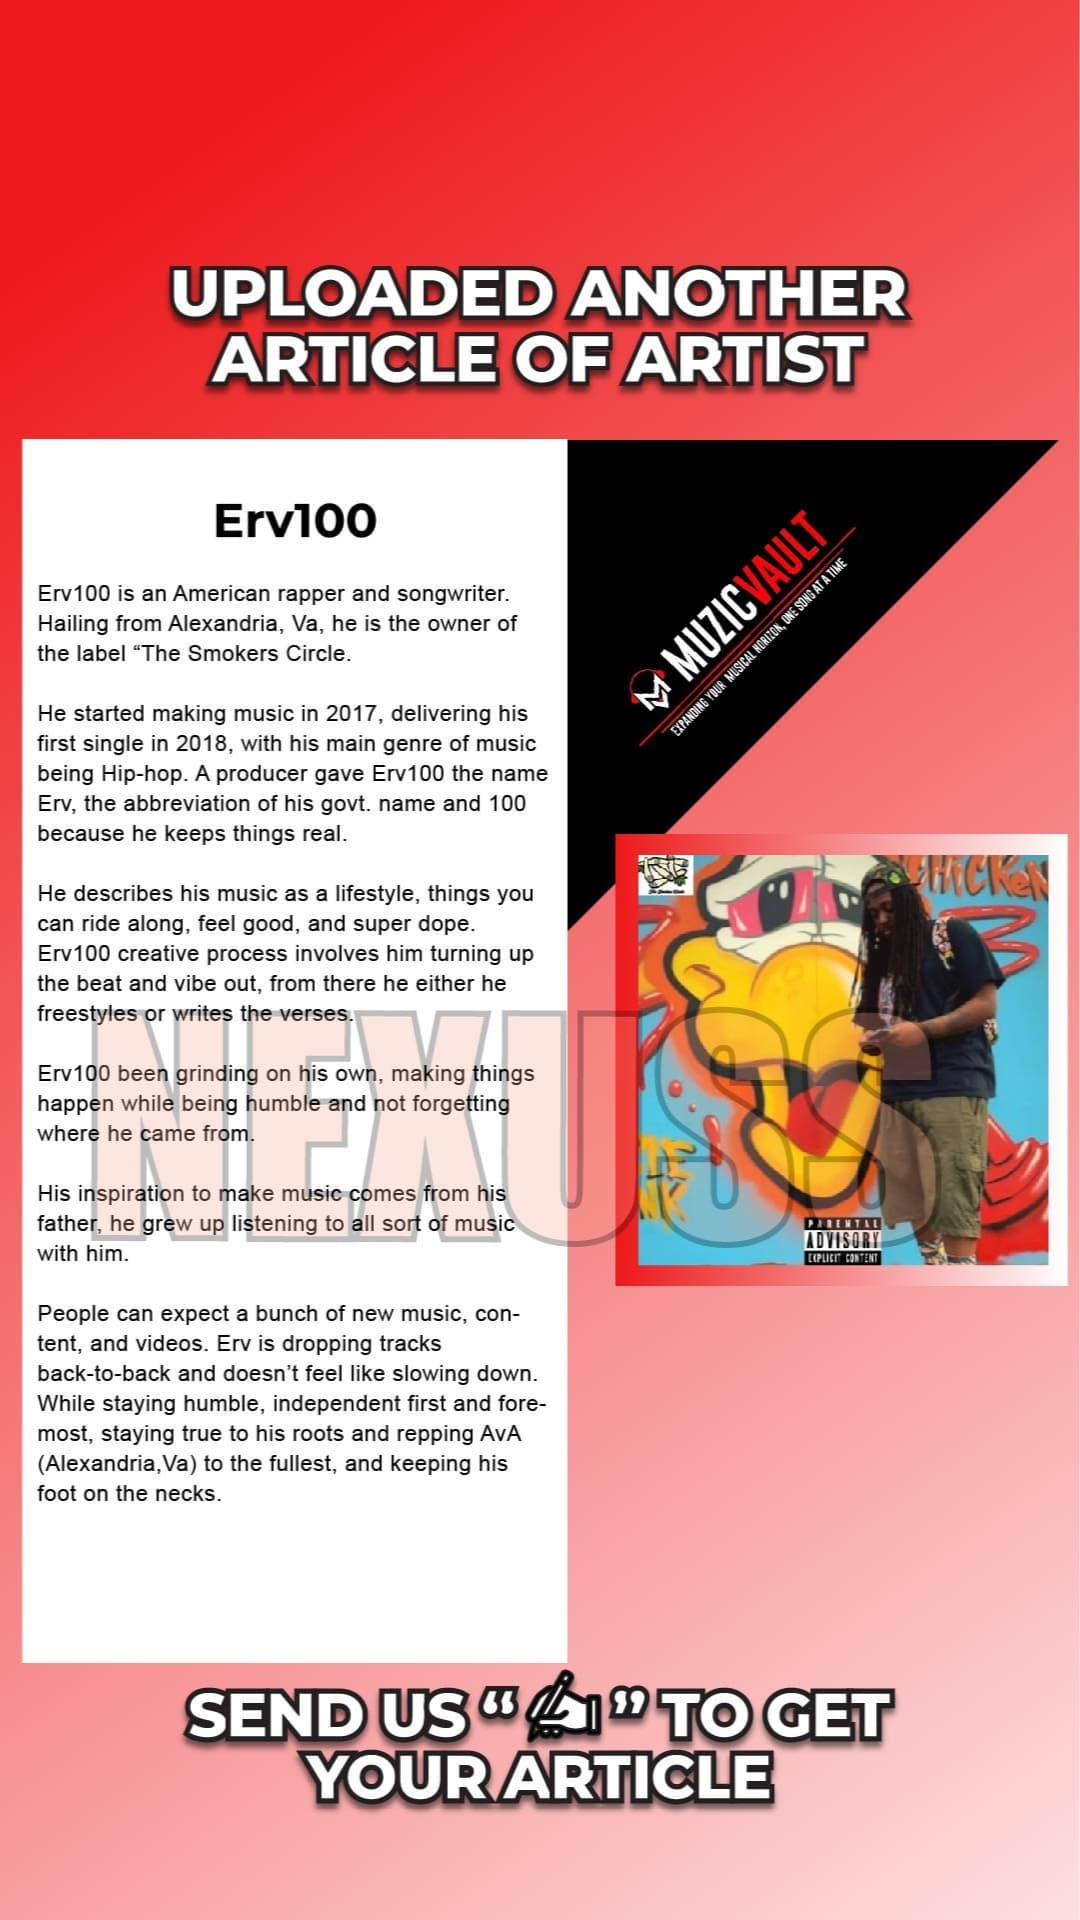 UPLOADED ANOTHER
ARTICLE OF ARTIST
Erv100
Erv100 is an American rapper and songwriter.
Hailing from Alexandria, Va, he is the owner of
the label “The Smokers Circle.
He started making music in 2017, delivering his
first single in 2018, with his main genre of music
being Hip-hop. A producer gave Erv100 the name
Erv, the abbreviation of his govt. name and 100
because he keeps things real.
He describes his music as a lifestyle, things you
can ride along, feel good, and super dope.
Erv100 creative process involves him turning up
the beat and vibe out, from there he either he
freestyles or writes the verses.
Erv100 been grinding on his own, making things
happen while being humble and not forgetting
where he came from.
His inspiration to make music comes from his
father, he grew up listening to all sort of music
with him.
People can expect a bunch of new music, con-
tent, and videos. Erv is dropping tracks
back-to-back and doesn’t feel like slowing down.
While staying humble, independent first and fore-
most, staying true to his roots and repping AvA
(Alexandria,Va) to the fullest, and keeping his
foot on the necks.
MUZICVAULT
EXPANDING YOUR MUSICAL HORIZON, ONE SONG AT A TIME
CHICKEN
PARENTAL
ADVISORY
EXPLICIT CONTENT
NEXUSS
SEND US “ ” TO GET
YOUR ARTICLE